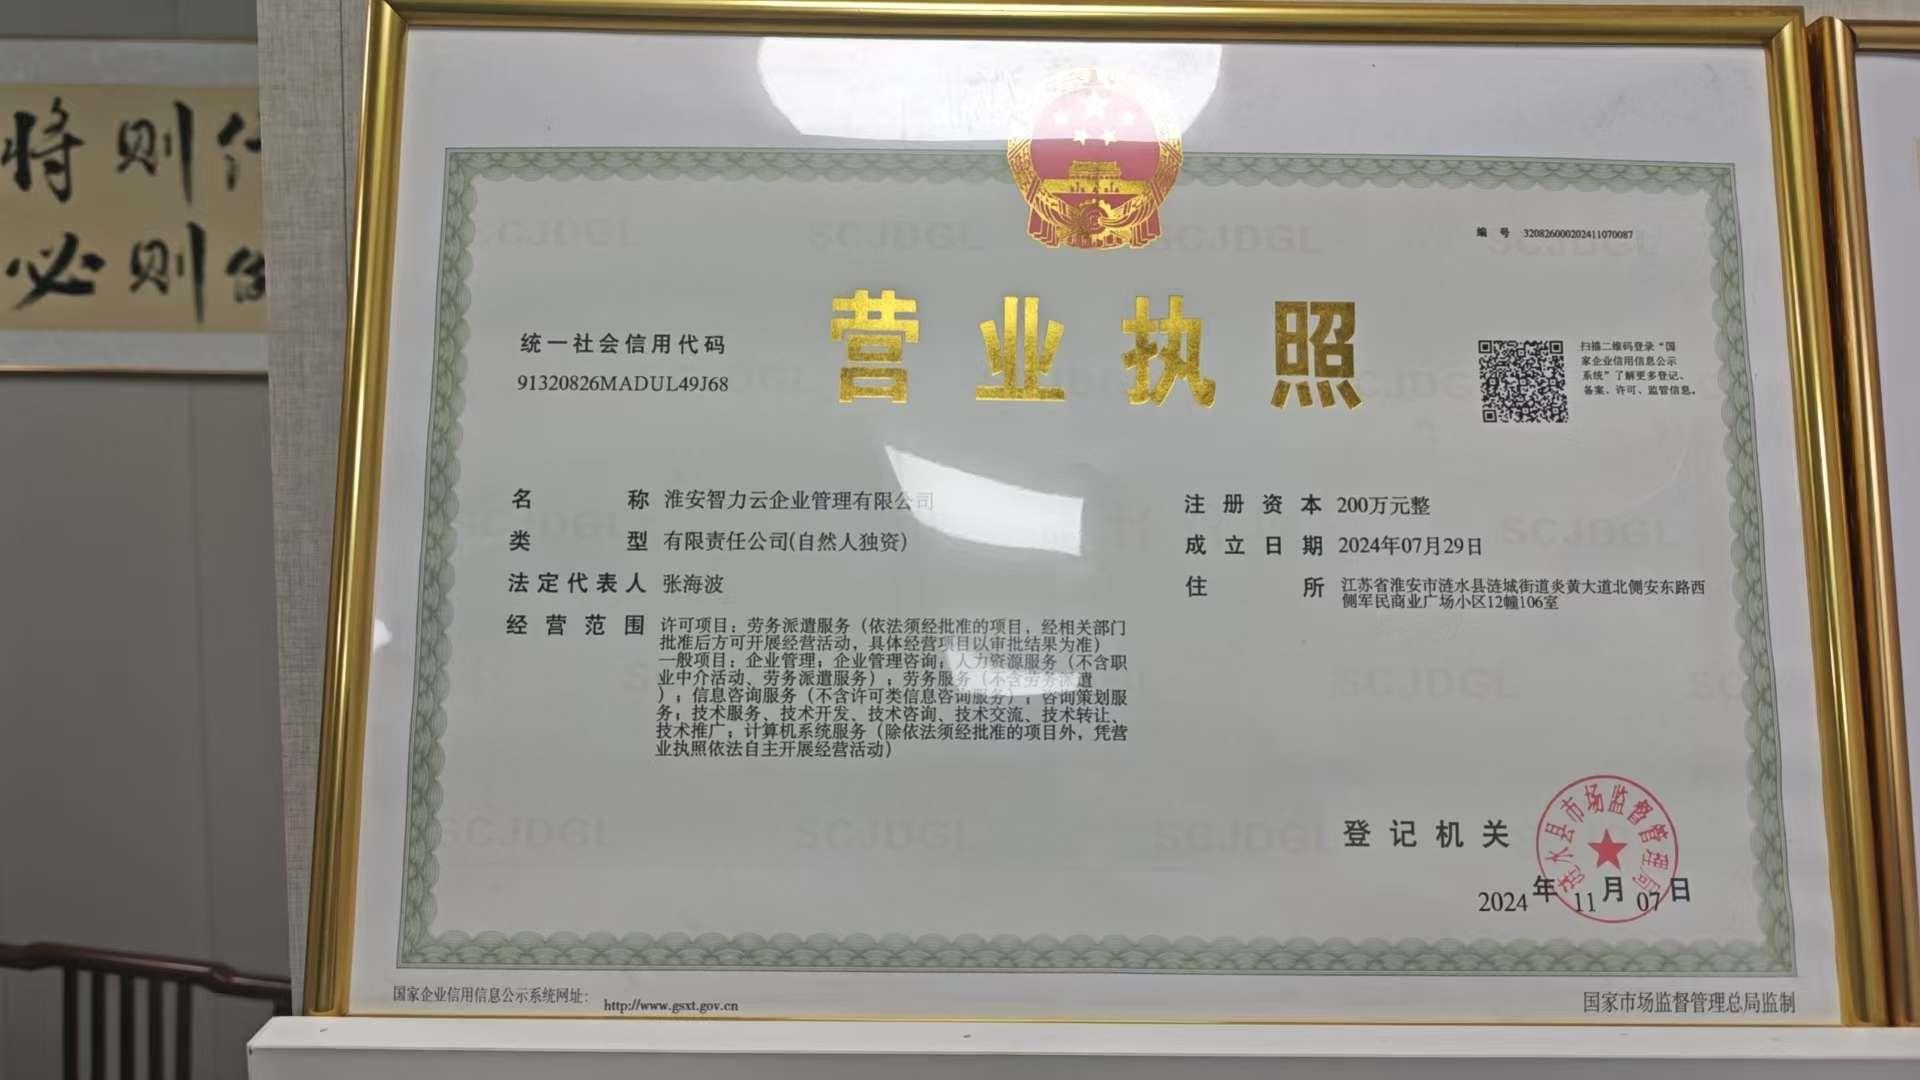 将则
必则
编 号 320826000202411070087
营业执照
统一社会信用代码
91320826MADUL49J68
扫描二维码登录“国
家企业信用信息公示
系统”了解更多登记、
备案、许可、监管信息。
名 称 淮安智力云企业管理有限公司
类 型 有限责任公司(自然人独资)
法定代表人 张海波
经营范围 许可项目：劳务派遣服务（依法须经批准的项目，经相关部门
批准后方可开展经营活动，具体经营项目以审批结果为准）
一般项目：企业管理；企业管理咨询；人力资源服务（不含职
业中介活动、劳务派遣服务）；劳务服务（不含劳务派遣
）；信息咨询服务（不含许可类信息咨询服务）；咨询策划服
务；技术服务、技术开发、技术咨询、技术交流、技术转让、
技术推广；计算机系统服务（除依法须经批准的项目外，凭营
业执照依法自主开展经营活动）
注册资本 200万元整
成立日期 2024年07月29日
住 所 江苏省淮安市涟水县涟城街道炎黄大道北侧安东路西
侧军民商业广场小区12幢106室
登记机关
涟水县市场监督管理局
2024年11月07日
国家企业信用信息公示系统网址：http://www.gsxt.gov.cn
国家市场监督管理总局监制